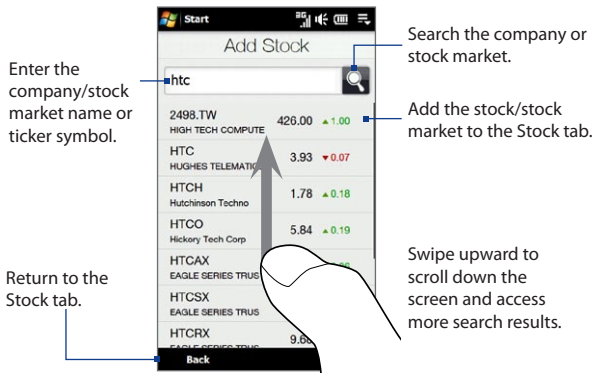 Start
3G
Add Stock
htc
2498.TW
HIGH TECH COMPUTE
426.00 1.00
HTC
HUGHES TELEMATIC
3.93 0.07
HTCH
Hutchinson Techno
1.78 0.18
HTCO
Hickory Tech Corp
5.84 0.19
HTCAX
EAGLE SERIES TRUS
HTCSX
EAGLE SERIES TRUS
HTCRX
EAGLE SERIES TRUS
Back
Enter the
company/stock
market name or
ticker symbol.
Return to the
Stock tab.
Search the company or
stock market.
Add the stock/stock
market to the Stock tab.
Swipe upward to
scroll down the
screen and access
more search results.